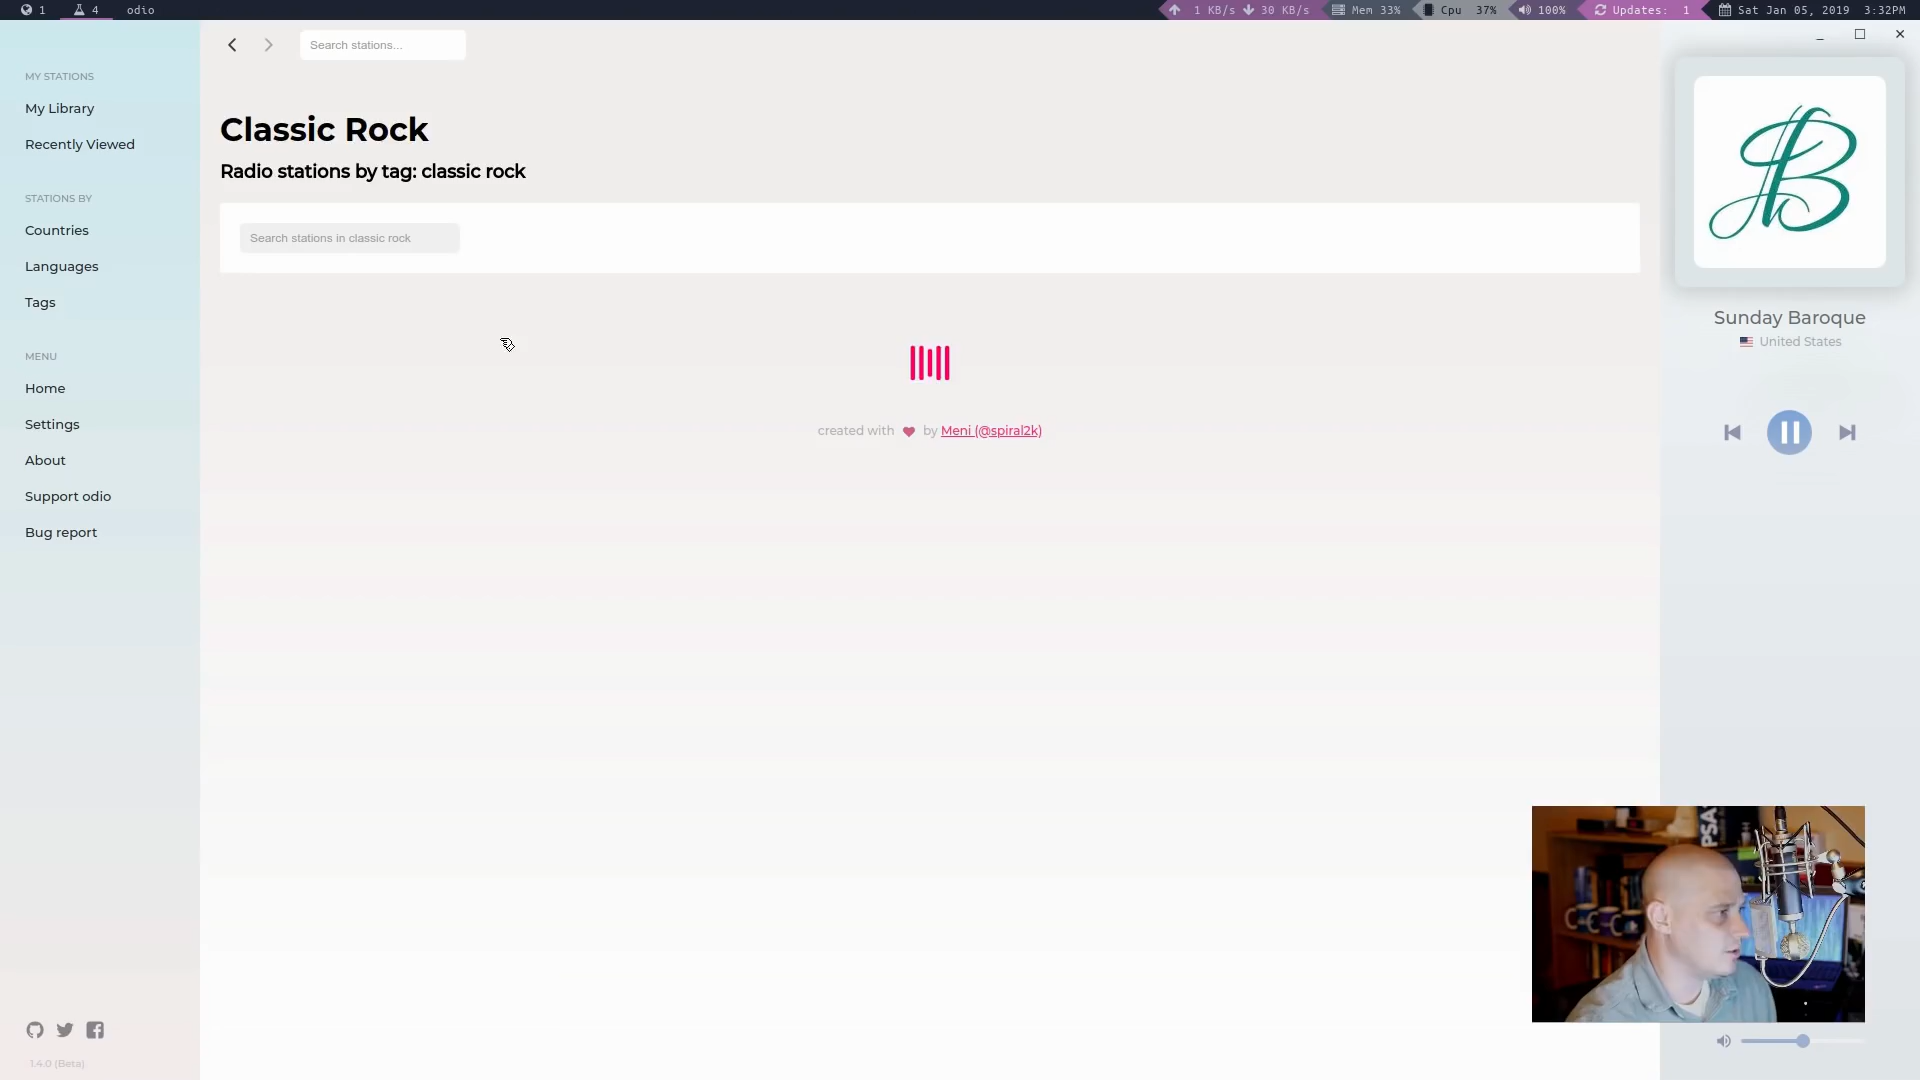 1
4
odio
1 KB/s
30 KB/s
Mem 33%
Cpu 37%
100%
Updates: 1
Sat Jan 05, 2019 3:32PM
Search stations...
MY STATIONS
My Library
Recently Viewed
STATIONS BY
Countries
Languages
Tags
MENU
Home
Settings
About
Support odio
Bug report
1.4.0 (Beta)
Classic Rock
Radio stations by tag: classic rock
Search stations in classic rock
created with
by Meni (@spiral2k)
B
Sunday Baroque
United States
PSA